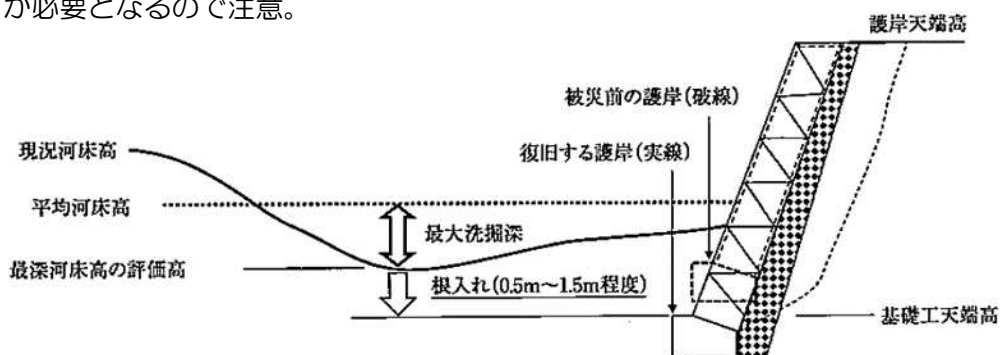 が必要となるので注意。
護岸天端高
被災前の護岸(破線)
現況河床高
復旧する護岸(実線)
平均河床高
最大洗掘深
最深河床高の評価高
根入れ(0.5m~1.5m程度)
基礎工天端高